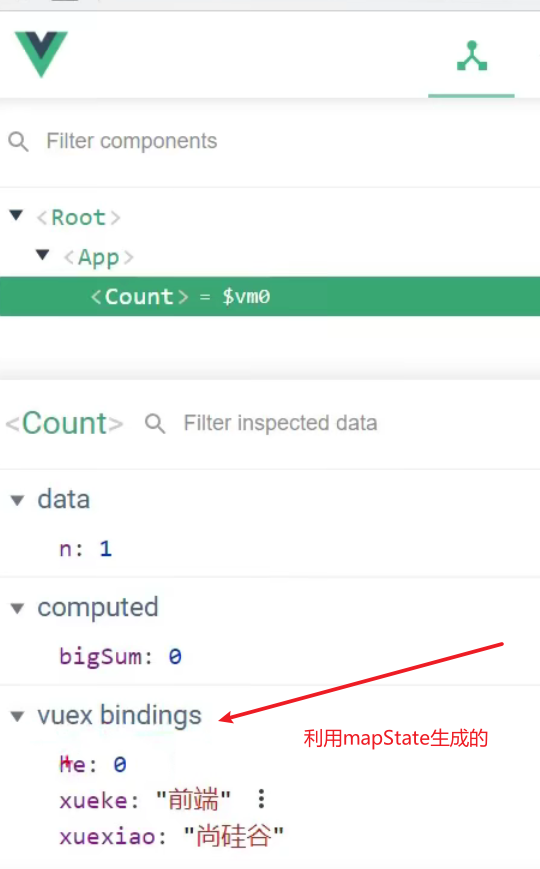 Filter components
<Root>
<App>
<Count> = $vm0
<Count> Filter inspected data
data
n: 1
computed
bigSum: 0
vuex bindings
利用mapState生成的
he: 0
xueke: "前端"
xuexiao: "尚硅谷"